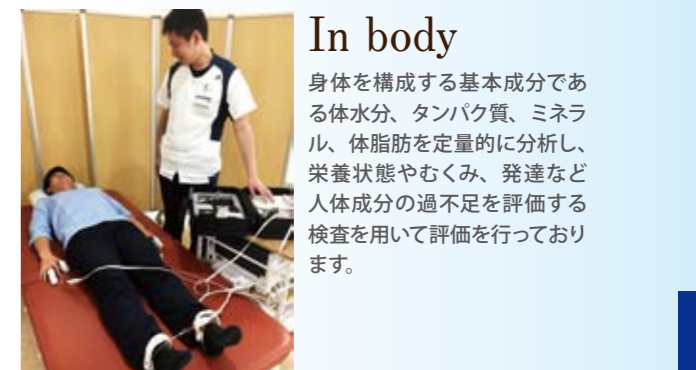 In body
身体を構成する基本成分であ
る体水分、タンパク質、ミネラ
ル、体脂肪を定量的に分析し、
栄養状態やむくみ、発達など
人体成分の過不足を評価する
検査を用いて評価を行っており
ます。